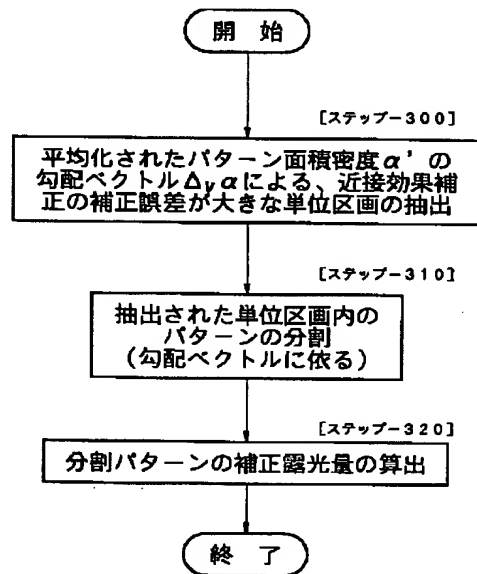 開 始
[ステップ-300]
平均化されたパターン面積密度α'の
勾配ベクトルΔvαによる、近接効果補
正の補正誤差が大きな単位区画の抽出
[ステップ-310]
抽出された単位区画内の
パターンの分割
(勾配ベクトルに依る)
[ステップ-320]
分割パターンの補正露光量の算出
終 了